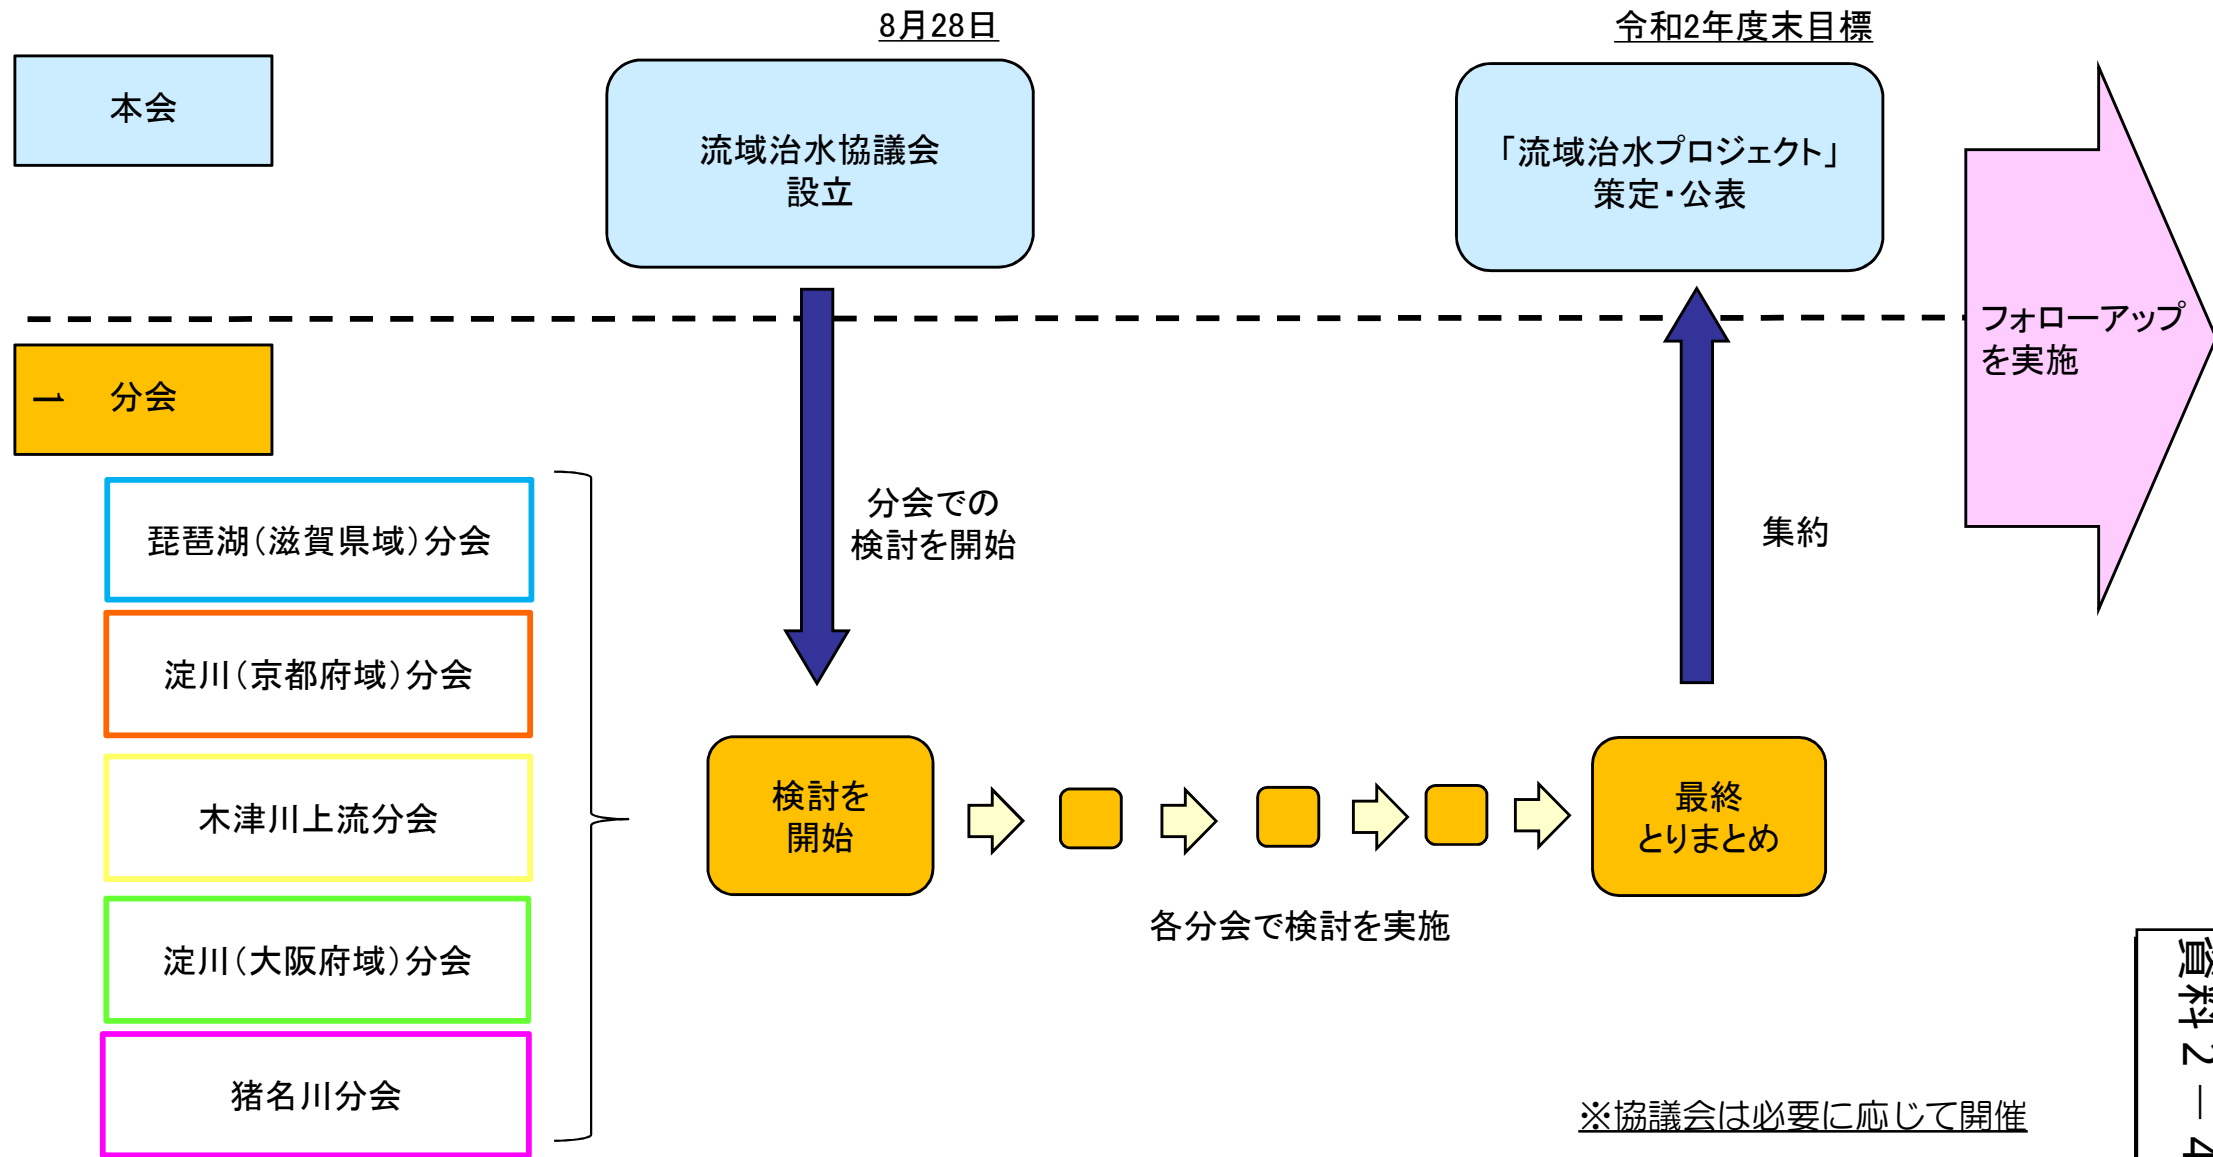 8月28日
令和2年度末目標
本会
流域治水協議会
設立
「流域治水プロジェクト」
策定・公表
フォローアップ
を実施
1
分会
琵琶湖（滋賀県域）分会
淀川（京都府域）分会
木津川上流分会
淀川（大阪府域）分会
猪名川分会
分会での
検討を開始
集約
検討を
開始
最終
とりまとめ
各分会で検討を実施
※協議会は必要に応じて開催
資料２－４